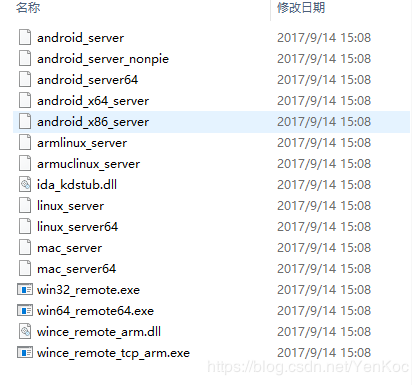 名称 修改日期
android_server 2017/9/14 15:08
android_server_nonpie 2017/9/14 15:08
android_server64 2017/9/14 15:08
android_x64_server 2017/9/14 15:08
android_x86_server 2017/9/14 15:08
armlinux_server 2017/9/14 15:08
armuclinux_server 2017/9/14 15:08
ida_kdstub.dll 2017/9/14 15:08
linux_server 2017/9/14 15:08
linux_server64 2017/9/14 15:08
mac_server 2017/9/14 15:08
mac_server64 2017/9/14 15:08
win32_remote.exe 2017/9/14 15:08
win64_remote64.exe 2017/9/14 15:08
wince_remote_arm.dll 2017/9/14 15:08
wince_remote_tcp_arm.exe 2017/9/14 15:08
https://blog.csdn.net/YenKoc